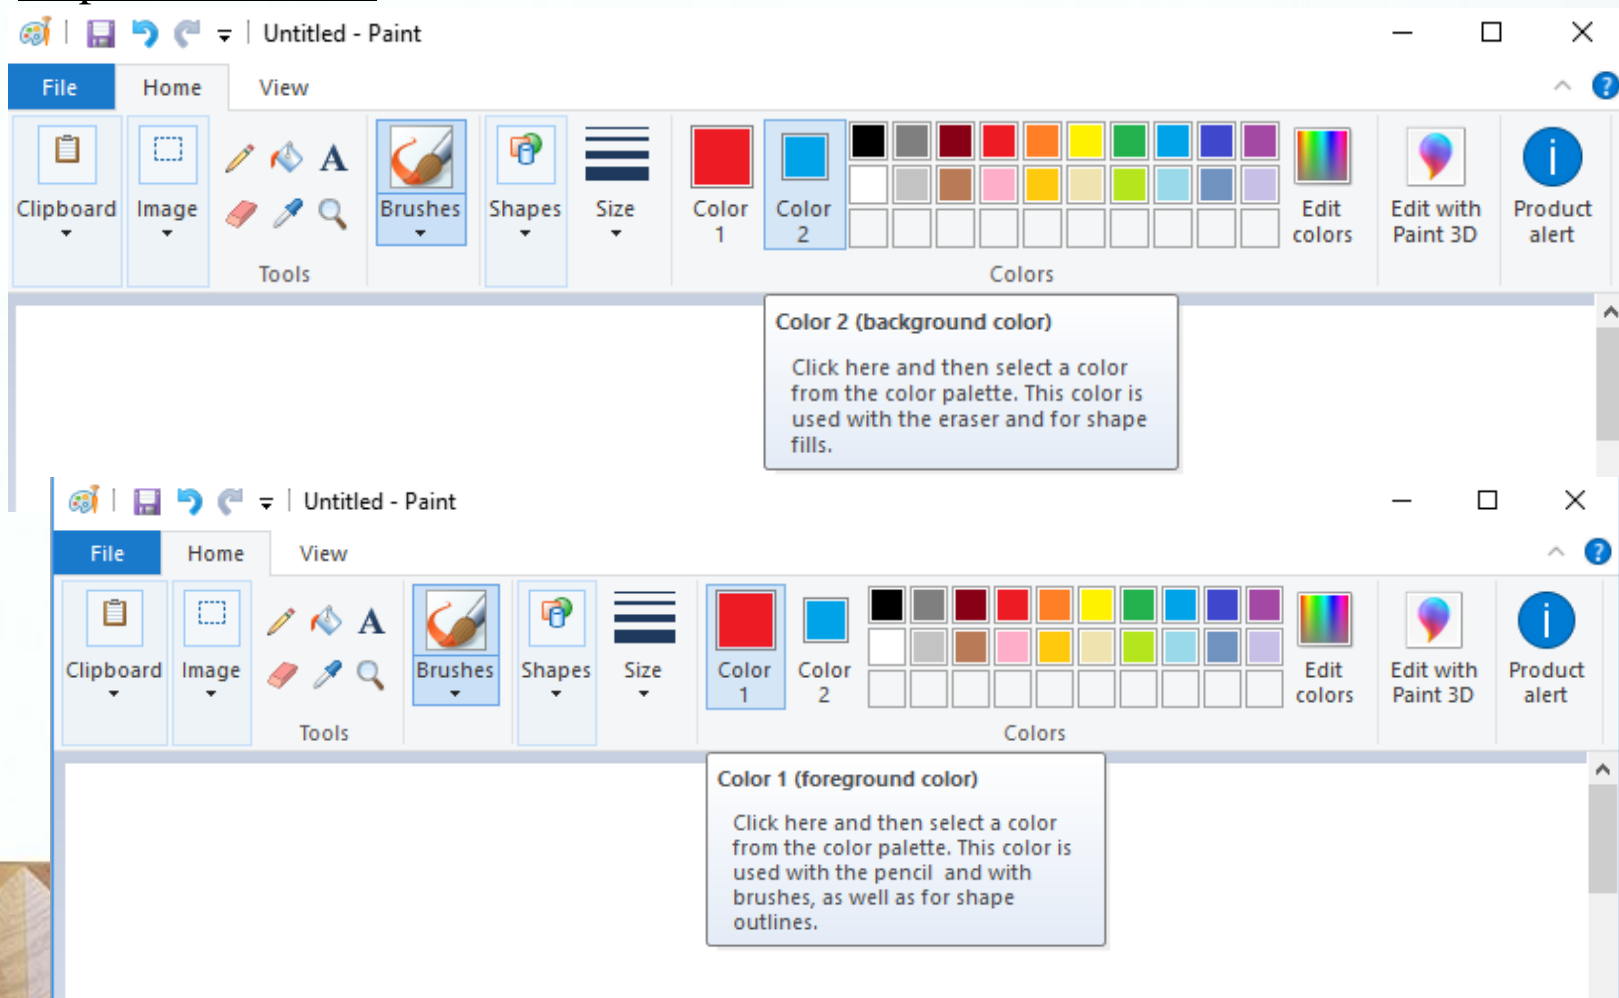 Untitled - Paint
File Home View
Clipboard Image Brushes Shapes Size Color 1 Color 2 Edit colors Edit with Paint 3D Product alert
Tools Colors
Color 2 (background color)
Click here and then select a color
from the color palette. This color is
used with the eraser and for shape
fills.
Untitled - Paint
File Home View
Clipboard Image Brushes Shapes Size Color 1 Color 2 Edit colors Edit with Paint 3D Product alert
Tools Colors
Color 1 (foreground color)
Click here and then select a color
from the color palette. This color is
used with the pencil and with
brushes, as well as for shape
outlines.